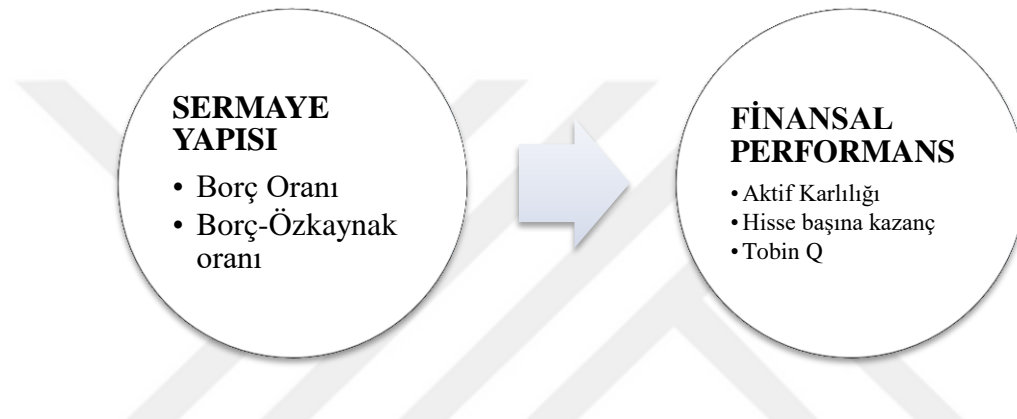 SERMAYE
YAPISI
• Borç Oranı
• Borç-Özkaynak
oranı
FİNANSAL
PERFORMANS
• Aktif Karlılığı
• Hisse başına kazanç
• Tobin Q